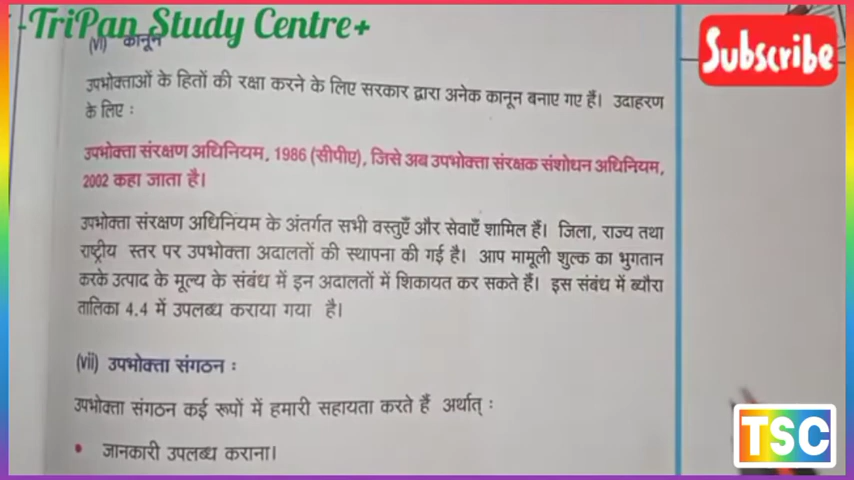 -TriPan Study Centre+
Subscribe
(vi) कानून
उपभोक्ताओं के हितों की रक्षा करने के लिए सरकार द्वारा अनेक कानून बनाए गए हैं। उदाहरण
के लिए :
उपभोक्ता संरक्षण अधिनियम, 1986 (सीपीए), जिसे अब उपभोक्ता संरक्षक संशोधन अधिनियम,
2002 कहा जाता है।
उपभोक्ता संरक्षण अधिनियम के अंतर्गत सभी वस्तुएँ और सेवाएँ शामिल हैं। जिला, राज्य तथा
राष्ट्रीय स्तर पर उपभोक्ता अदालतों की स्थापना की गई है। आप मामूली शुल्क का भुगतान
करके उत्पाद के मूल्य के संबंध में इन अदालतों में शिकायत कर सकते हैं। इस संबंध में ब्यौरा
तालिका 4.4 में उपलब्ध कराया गया है।
(vii) उपभोक्ता संगठन :
उपभोक्ता संगठन कई रूपों में हमारी सहायता करते हैं अर्थात् :
• जानकारी उपलब्ध कराना।
TSC